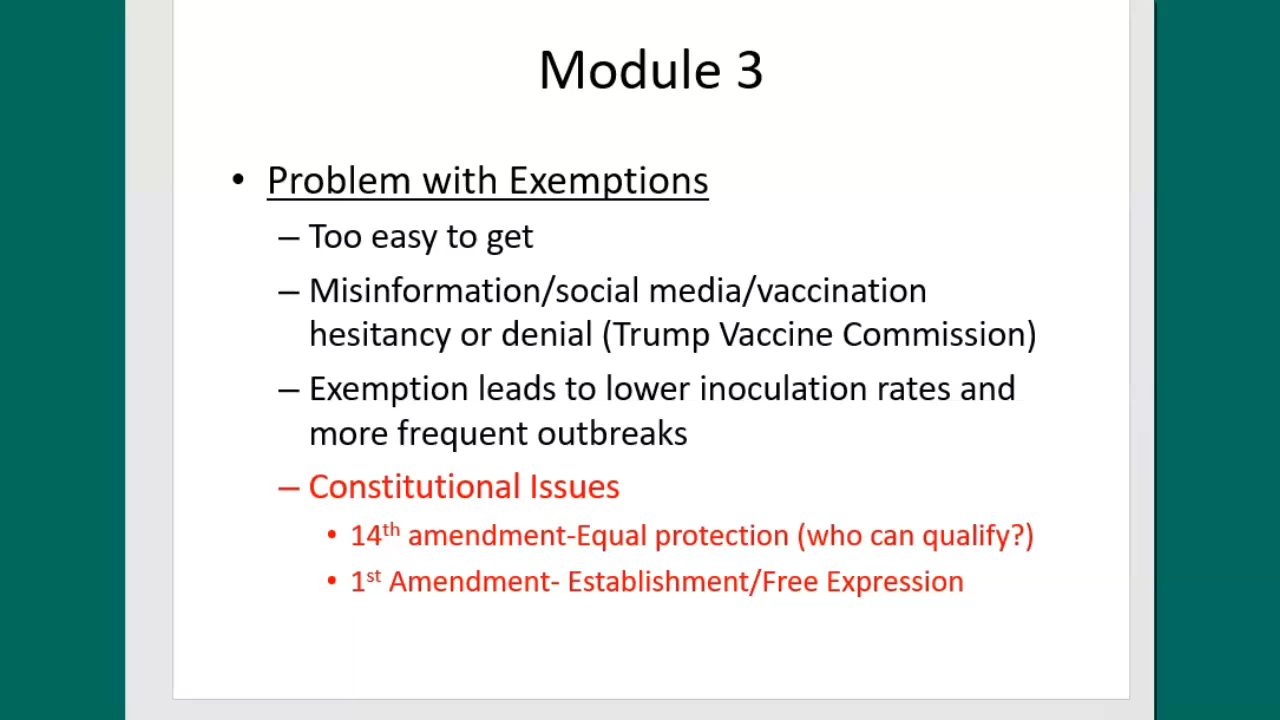 Module 3
• Problem with Exemptions
– Too easy to get
– Misinformation/social media/vaccination
hesitancy or denial (Trump Vaccine Commission)
– Exemption leads to lower inoculation rates and
more frequent outbreaks
– Constitutional Issues
• 14th amendment-Equal protection (who can qualify?)
• 1st Amendment- Establishment/Free Expression